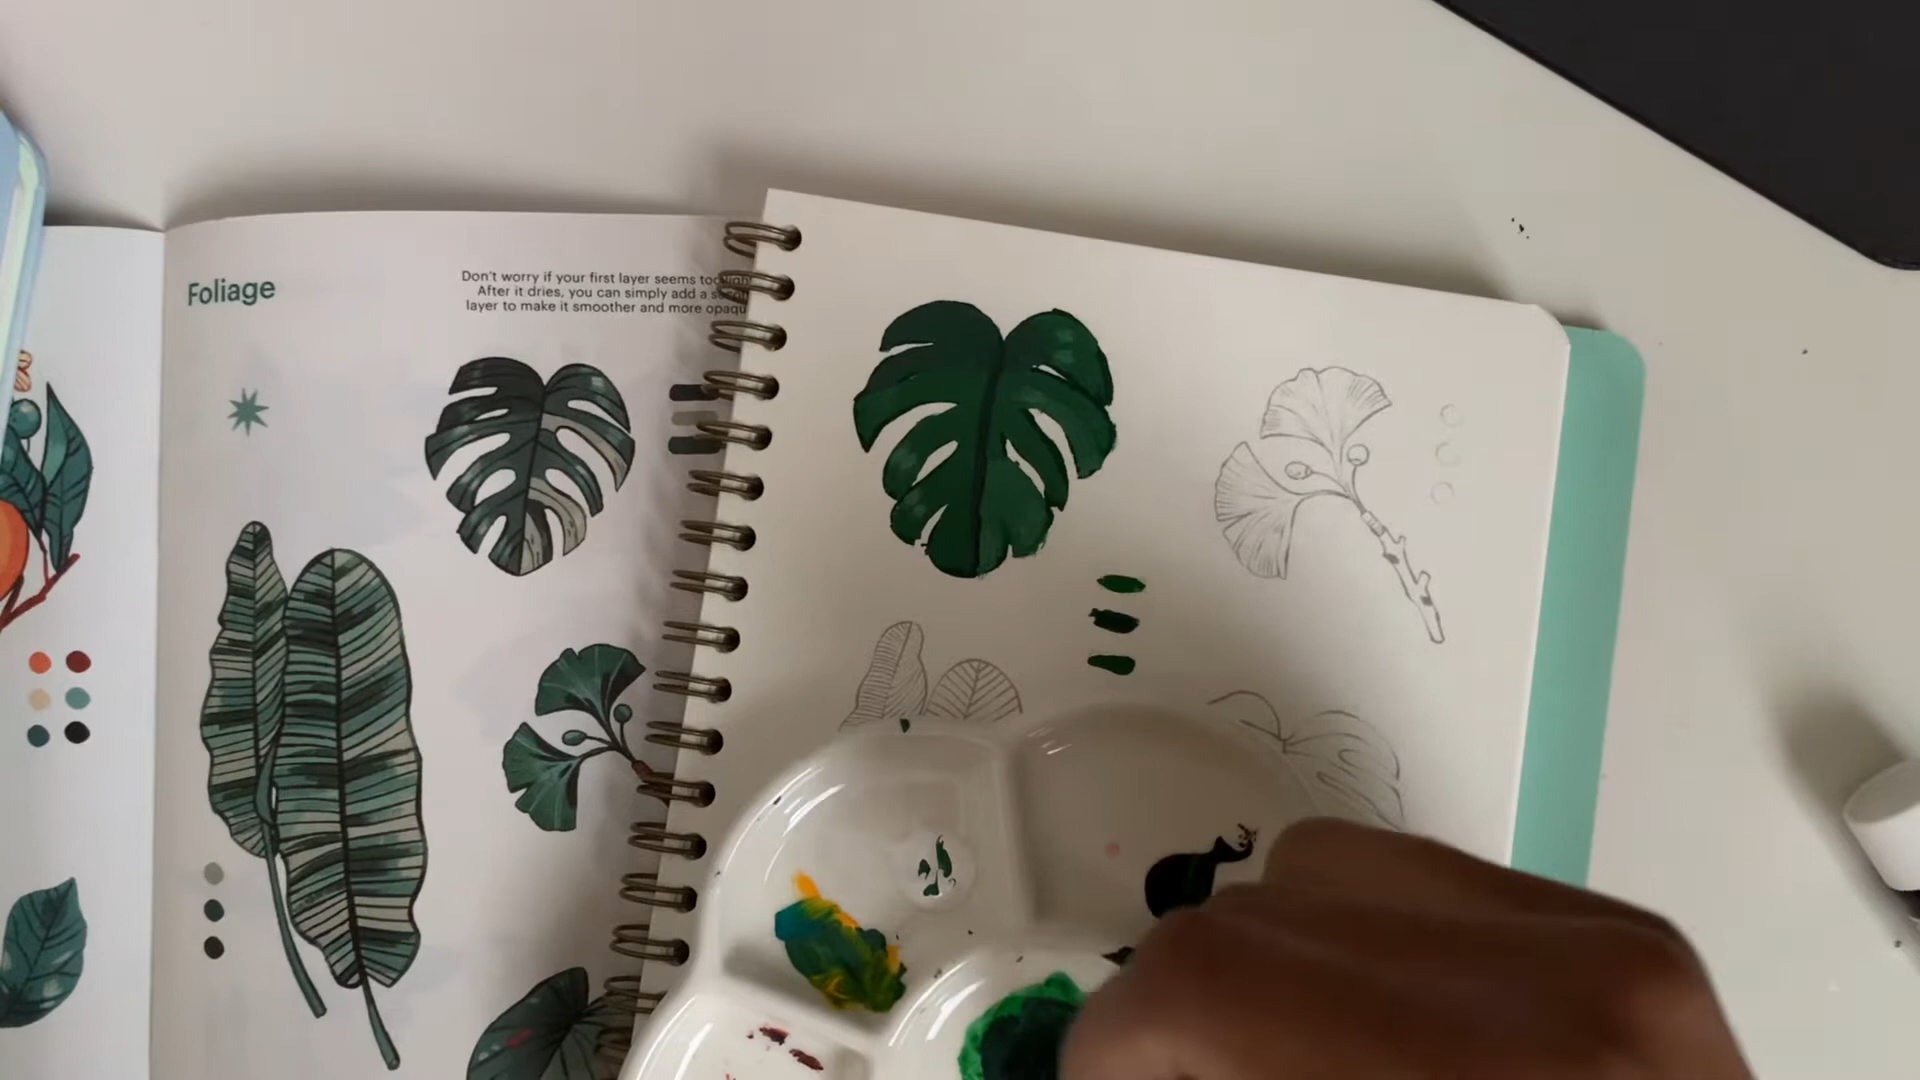 Foliage
Don't worry if your first layer seems too
After it dries, you can simply add a
layer to make it smoother and more